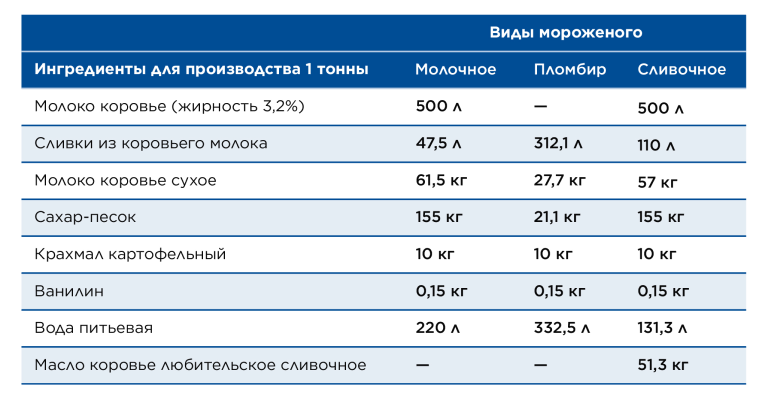 Виды мороженого
Ингредиенты для производства 1 тонны Молочное Пломбир Сливочное
Молоко коровье (жирность 3,2%) 500 л — 500 л
Сливки из коровьего молока 47,5 л 312,1 л 110 л
Молоко коровье сухое 61,5 кг 27,7 кг 57 кг
Сахар-песок 155 кг 21,1 кг 155 кг
Крахмал картофельный 10 кг 10 кг 10 кг
Ванилин 0,15 кг 0,15 кг 0,15 кг
Вода питьевая 220 л 332,5 л 131,3 л
Масло коровье любительское сливочное — — 51,3 кг